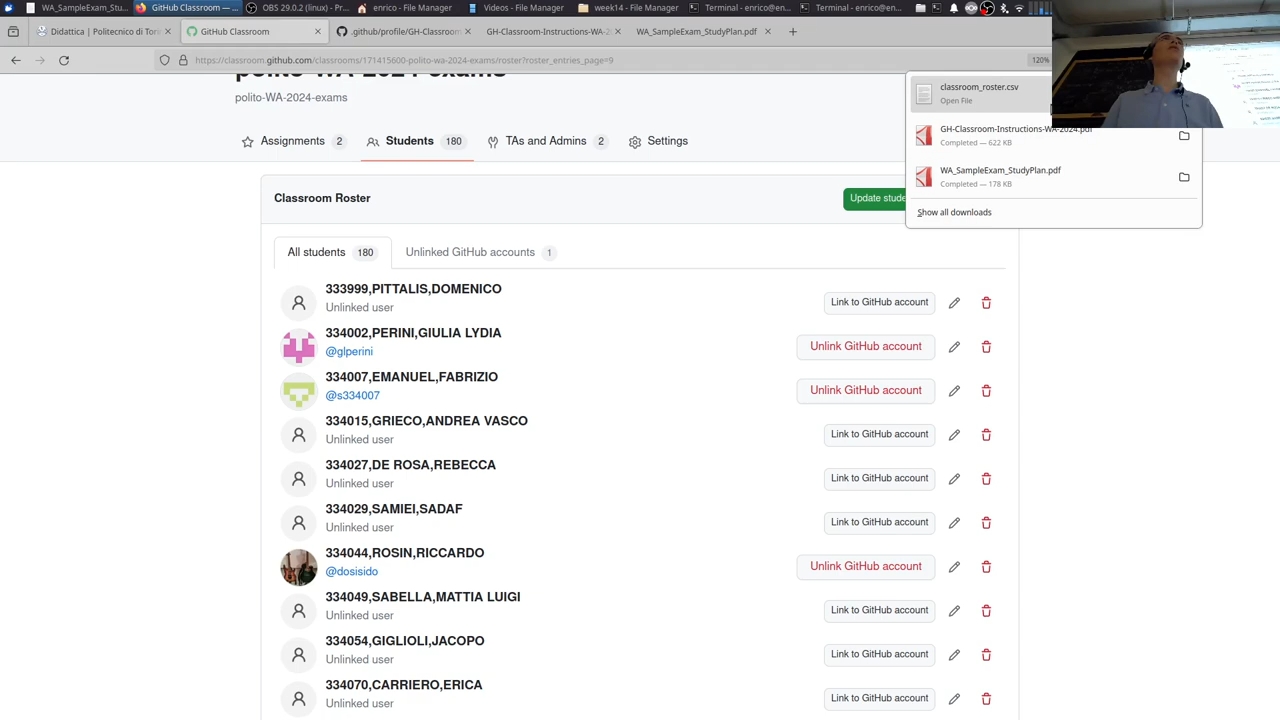 WA_SampleExam_Stu...
GitHub Classroom — ...
OBS 29.0.2 (linux) - Pr...
enrico - File Manager
Videos - File Manager
week14 - File Manager
Terminal - enrico@en...
Terminal - enrico@en...
Didattica | Politecnico di Tori
GitHub Classroom
.github/profile/GH-Classroom
GH-Classroom-Instructions-WA-2
WA_SampleExam_StudyPlan.pdf
https://classroom.github.com/classrooms/171415600-polito-wa-2024-exams/roster?roster_entries_page=9
120%
polito-WA-2024-exams
polito-WA-2024-exams
classroom_roster.csv
Open File
GH-Classroom-Instructions-WA-2024.pdf
Completed — 622 KB
WA_SampleExam_StudyPlan.pdf
Completed — 178 KB
Show all downloads
Assignments 2
Students 180
TAs and Admins 2
Settings
Classroom Roster
Update stude
All students 180
Unlinked GitHub accounts 1
333999,PITTALIS,DOMENICO
Unlinked user
Link to GitHub account
334002,PERINI,GIULIA LYDIA
@glperini
Unlink GitHub account
334007,EMANUEL,FABRIZIO
@s334007
Unlink GitHub account
334015,GRIECO,ANDREA VASCO
Unlinked user
Link to GitHub account
334027,DE ROSA,REBECCA
Unlinked user
Link to GitHub account
334029,SAMIEI,SADAF
Unlinked user
Link to GitHub account
334044,ROSIN,RICCARDO
@dosisido
Unlink GitHub account
334049,SABELLA,MATTIA LUIGI
Unlinked user
Link to GitHub account
334054,GIGLIOLI,JACOPO
Unlinked user
Link to GitHub account
334070,CARRIERO,ERICA
Unlinked user
Link to GitHub account